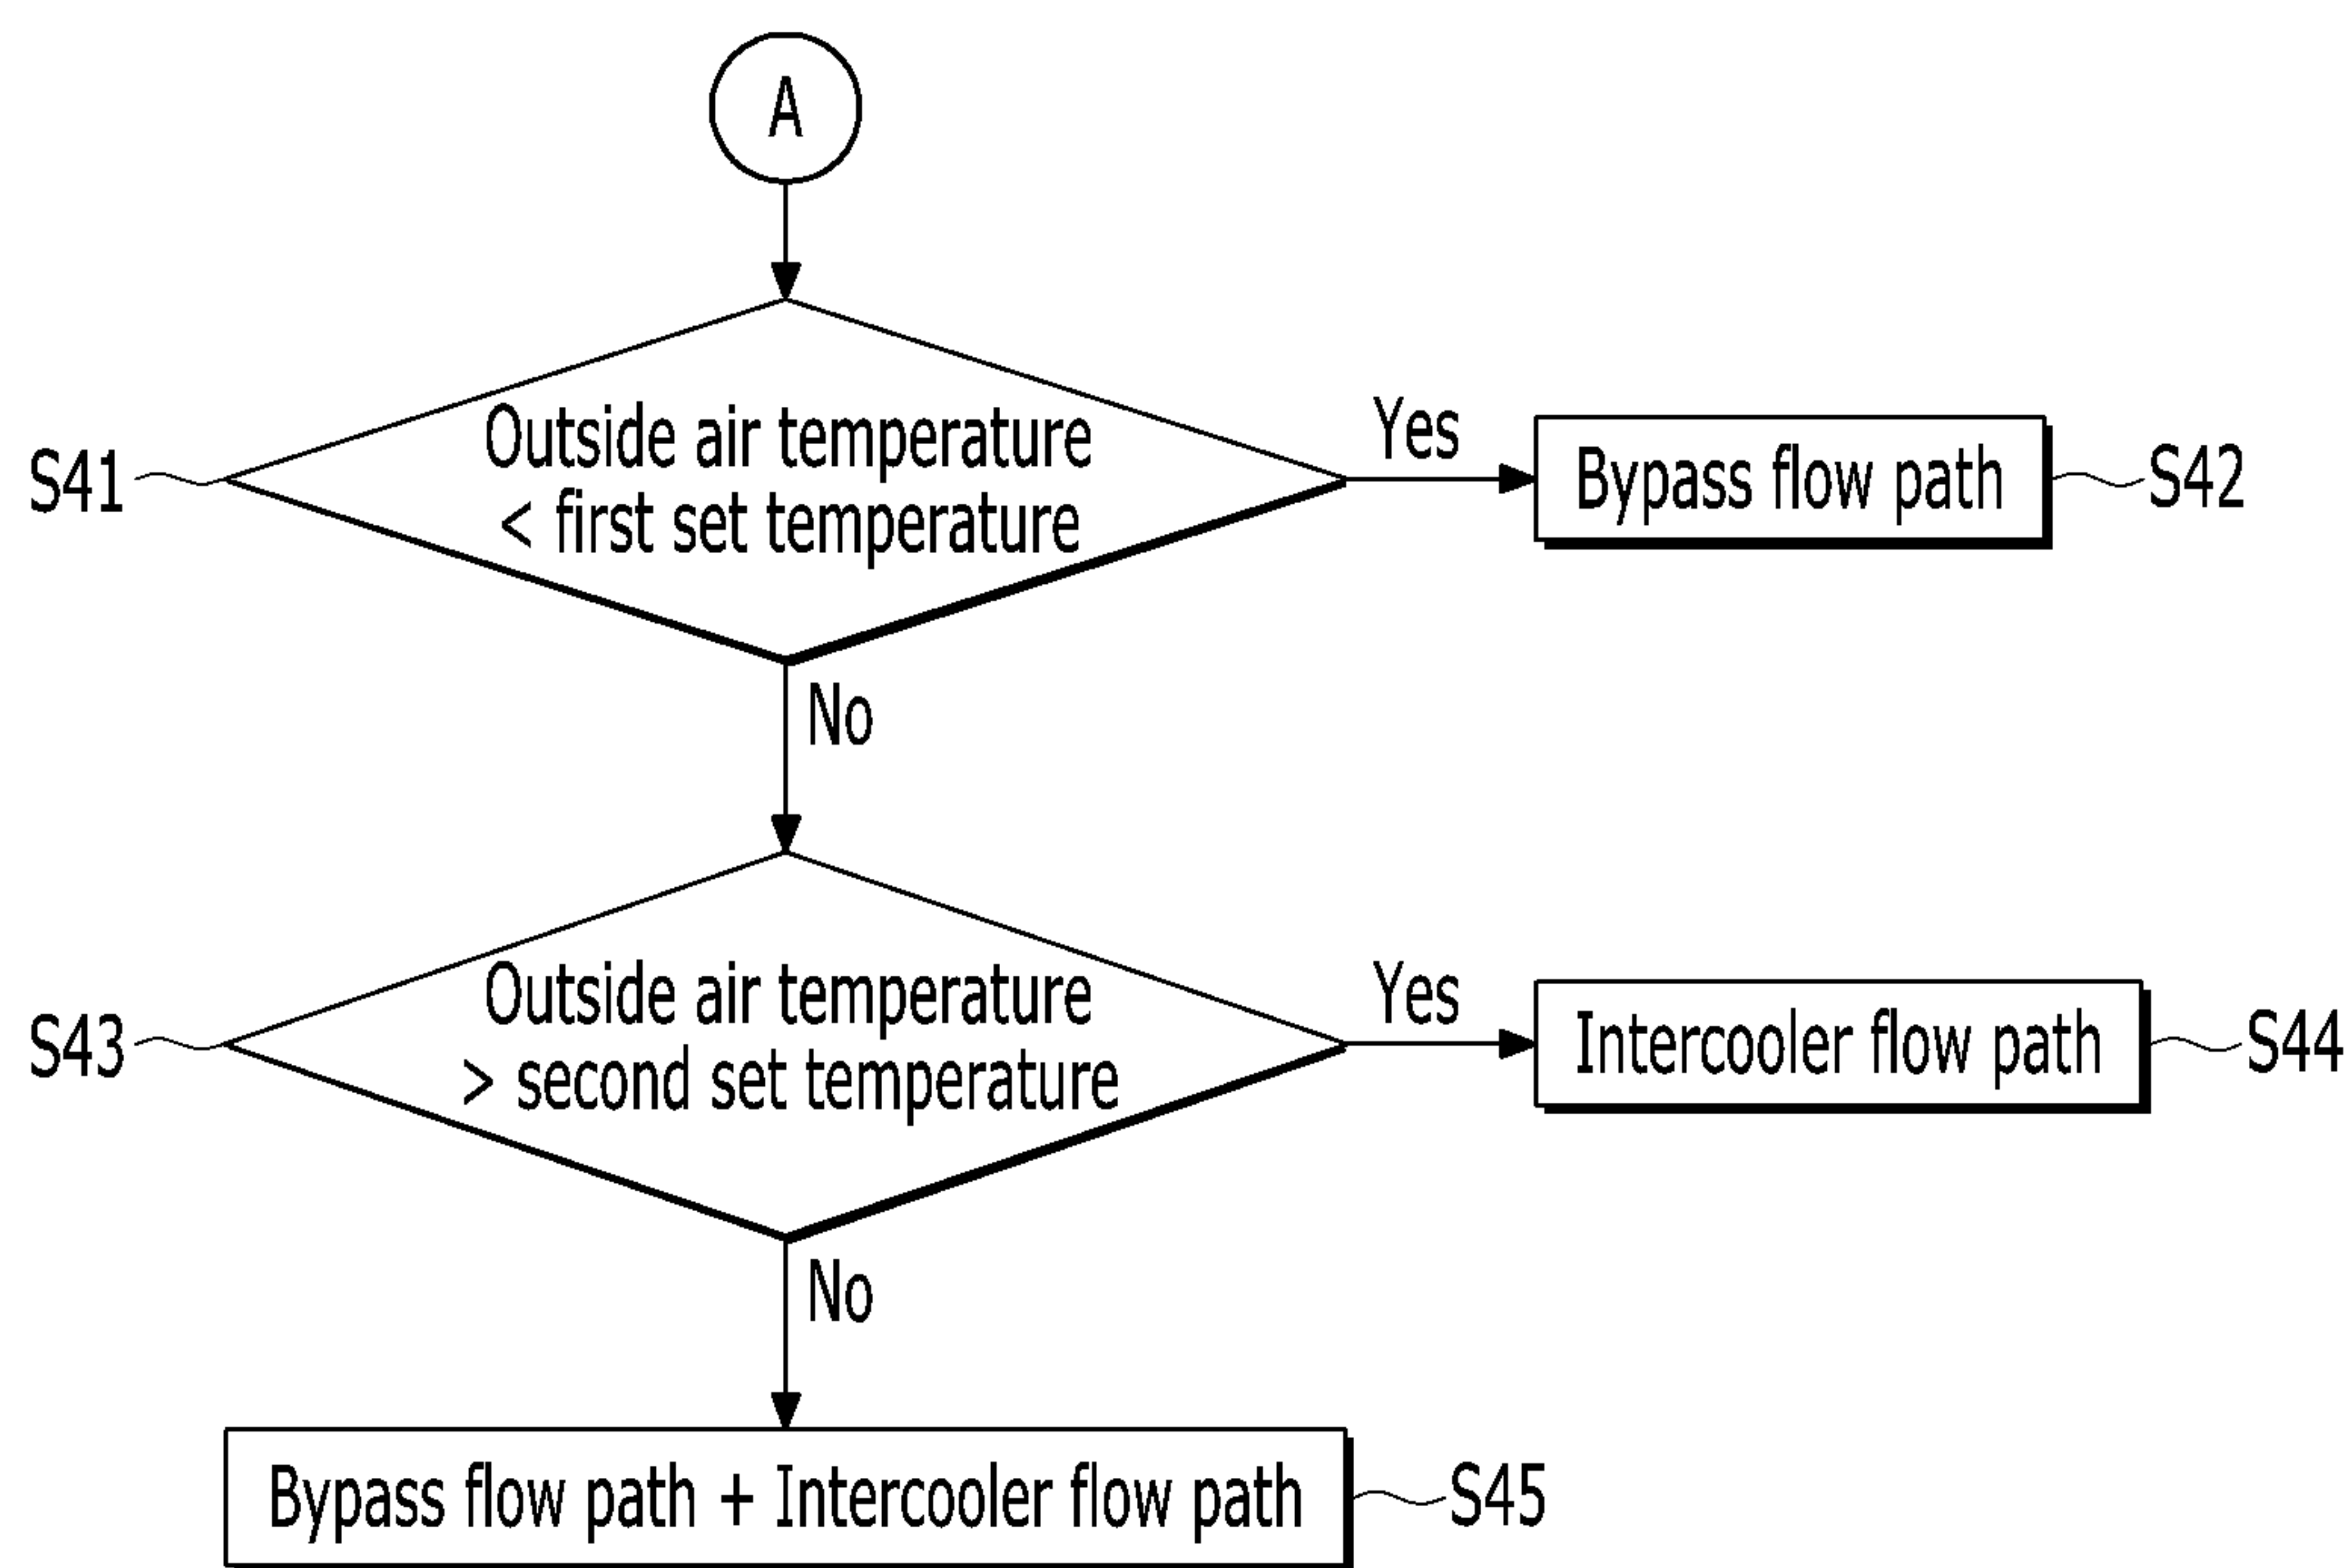 A
Outside air temperature
< first set temperature
S41
Yes
Bypass flow path
S42
No
Outside air temperature
> second set temperature
S43
Yes
Intercooler flow path
S44
No
Bypass flow path + Intercooler flow path
S45